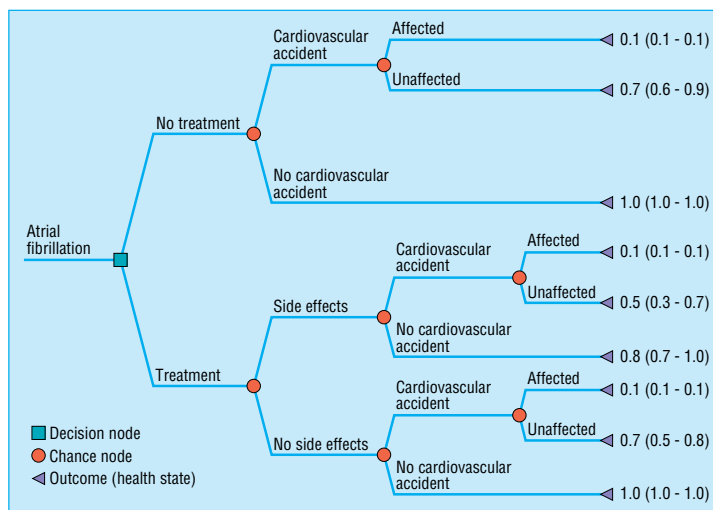 Affected
0.1 (0.1 - 0.1)
Cardiovascular
accident
Unaffected
0.7 (0.6 - 0.9)
No treatment
No cardiovascular
accident
1.0 (1.0 - 1.0)
Atrial
fibrillation
Affected
0.1 (0.1 - 0.1)
Cardiovascular
accident
Unaffected
0.5 (0.3 - 0.7)
Side effects
No cardiovascular
accident
0.8 (0.7 - 1.0)
Treatment
Affected
0.1 (0.1 - 0.1)
Cardiovascular
accident
Unaffected
0.7 (0.5 - 0.8)
No side effects
No cardiovascular
accident
1.0 (1.0 - 1.0)
Decision node
Chance node
Outcome (health state)